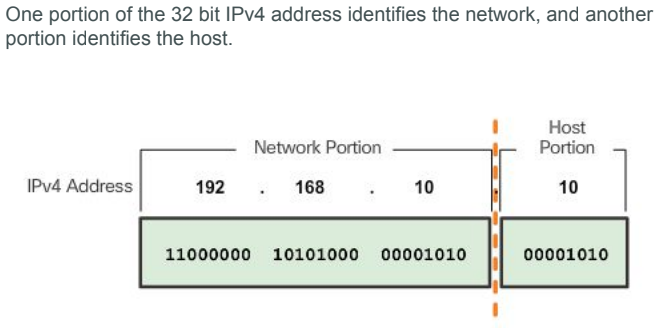 One portion of the 32 bit IPv4 address identifies the network, and another
portion identifies the host.
Host
Network Portion Portion
IPv4 Address 192 . 168 . 10 . 10
11000000 10101000 00001010 00001010